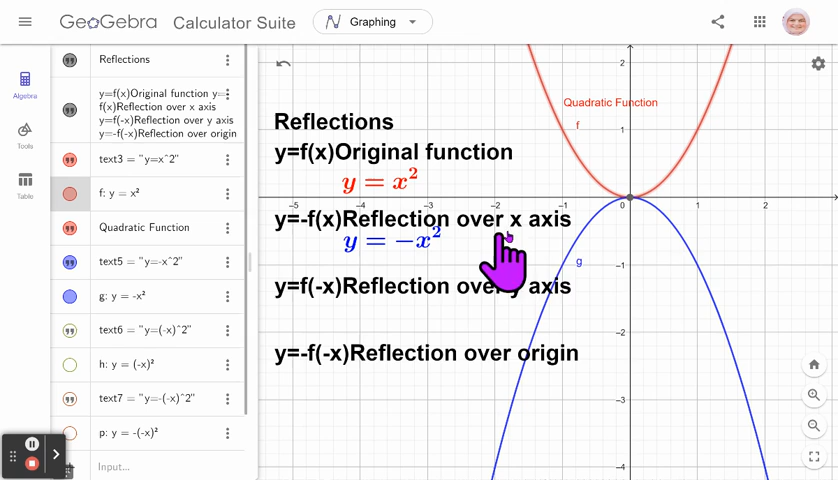 GeoGebra Calculator Suite Graphing
Algebra
Tools
Table
Reflections
y=f(x)Original function y=
f(x)Reflection over x axis
y=f(-x)Reflection over y axis
y=-f(x)Reflection over origin
text3 = "y=x^2"
f: y = x²
Quadratic Function
text5 = "y=-x^2"
g: y = -x²
text6 = "y=(-x)^2"
h: y = (-x)²
text7 = "y=-(-x)^2"
p: y = -(-x)²
Input...
Reflections
y=f(x)Original function
y = x²
y=-f(x)Reflection over x axis
y = −x²
y=f(-x)Reflection over y axis
y=-f(-x)Reflection over origin
Quadratic Function
f
g
2
1
-5 -4 -3 -2 -1 0 1 2
-1
-2
-3
-4